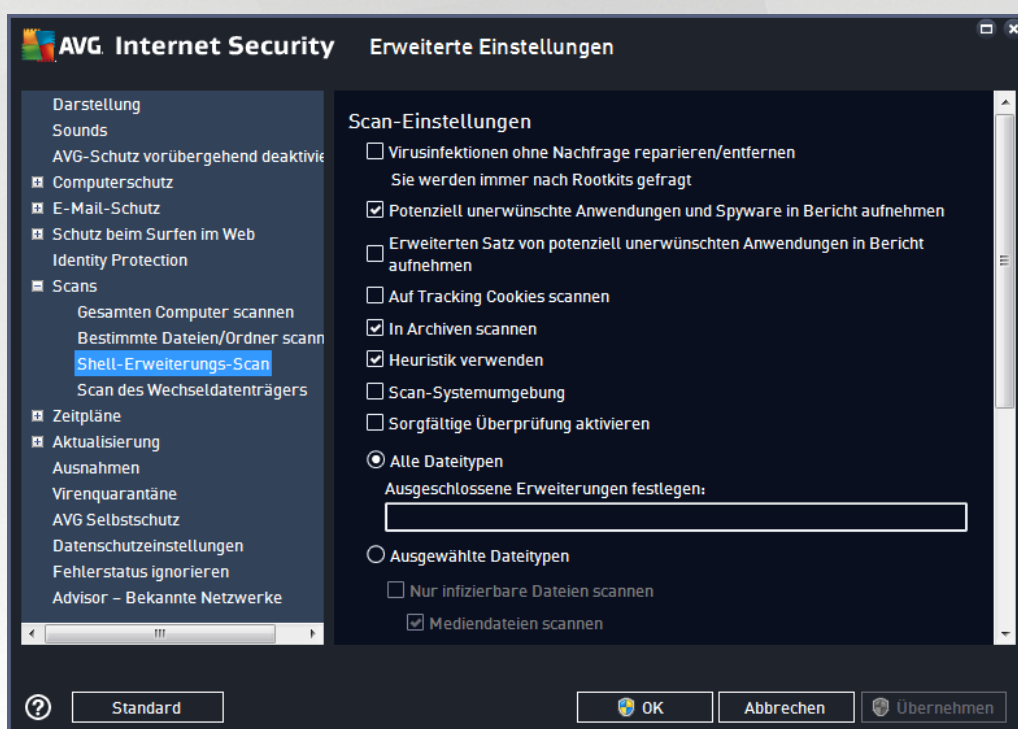 AVG Internet Security Erweiterte Einstellungen
Darstellung
Sounds
AVG-Schutz vorübergehend deaktivie
Computerschutz
E-Mail-Schutz
Schutz beim Surfen im Web
Identity Protection
Scans
Gesamten Computer scannen
Bestimmte Dateien/Ordner scann
Shell-Erweiterungs-Scan
Scan des Wechseldatenträgers
Zeitpläne
Aktualisierung
Ausnahmen
Virenquarantäne
AVG Selbstschutz
Datenschutzeinstellungen
Fehlerstatus ignorieren
Advisor – Bekannte Netzwerke
Scan-Einstellungen
Virusinfektionen ohne Nachfrage reparieren/entfernen
Sie werden immer nach Rootkits gefragt
Potenziell unerwünschte Anwendungen und Spyware in Bericht aufnehmen
Erweiterten Satz von potenziell unerwünschten Anwendungen in Bericht
aufnehmen
Auf Tracking Cookies scannen
In Archiven scannen
Heuristik verwenden
Scan-Systemumgebung
Sorgfältige Überprüfung aktivieren
Alle Dateitypen
Ausgeschlossene Erweiterungen festlegen:
Ausgewählte Dateitypen
Nur infizierbare Dateien scannen
Mediendateien scannen
Standard
OK
Abbrechen
Übernehmen